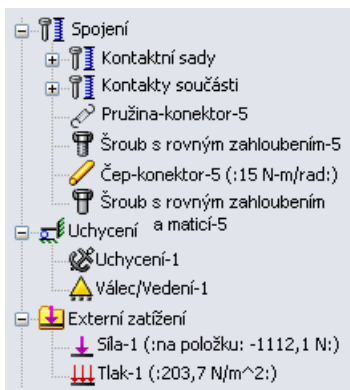 Spojení
Kontaktní sady
Kontakty součásti
Pružina-konektor-5
Šroub s rovným zahloubením-5
Čep-konektor-5 (:15 N-m/rad:)
Šroub s rovným zahloubením
a maticí-5
Uchycení
Uchycení-1
Válec/Vedení-1
Externí zatížení
Síla-1 (:na položku: -1112,1 N:)
Tlak-1 (:203,7 N/m^2:)